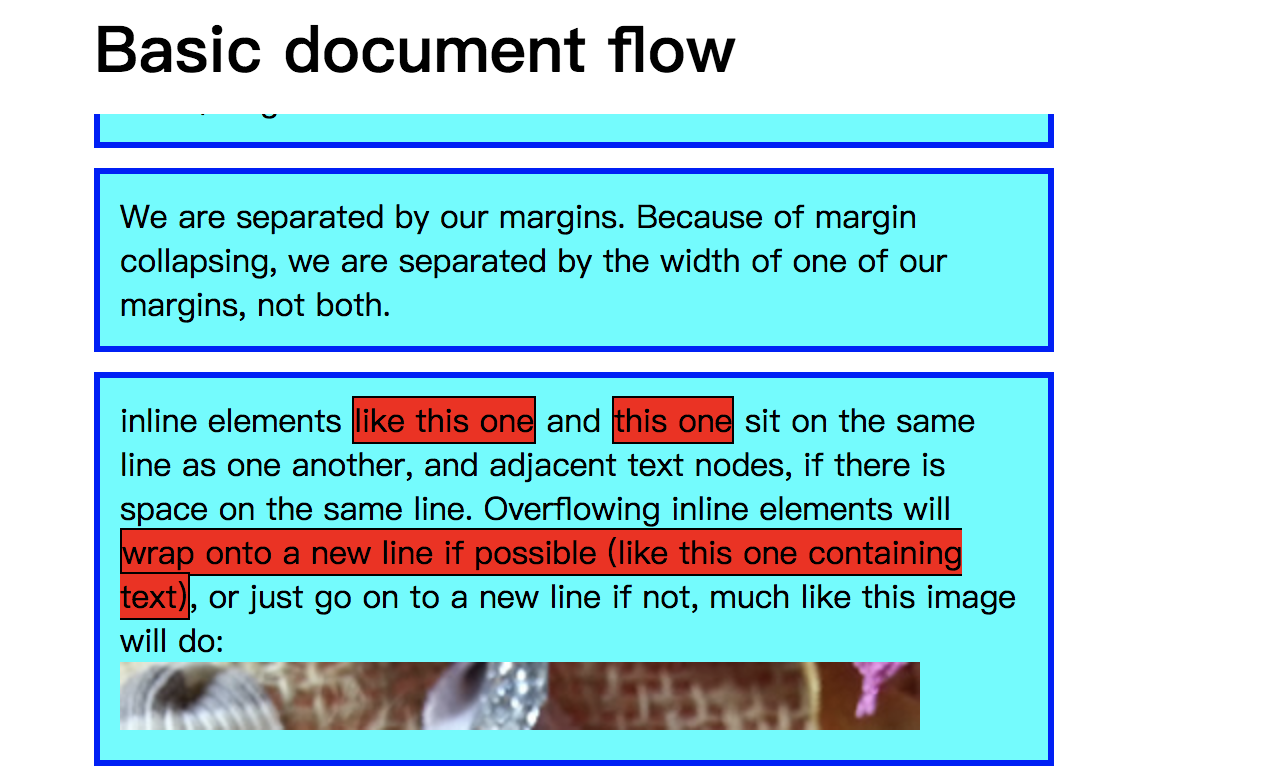 Basic document flow
We are separated by our margins. Because of margin
collapsing, we are separated by the width of one of our
margins, not both.
inline elements like this one and this one sit on the same
line as one another, and adjacent text nodes, if there is
space on the same line. Overflowing inline elements will
wrap onto a new line if possible (like this one containing
text), or just go on to a new line if not, much like this image
will do: